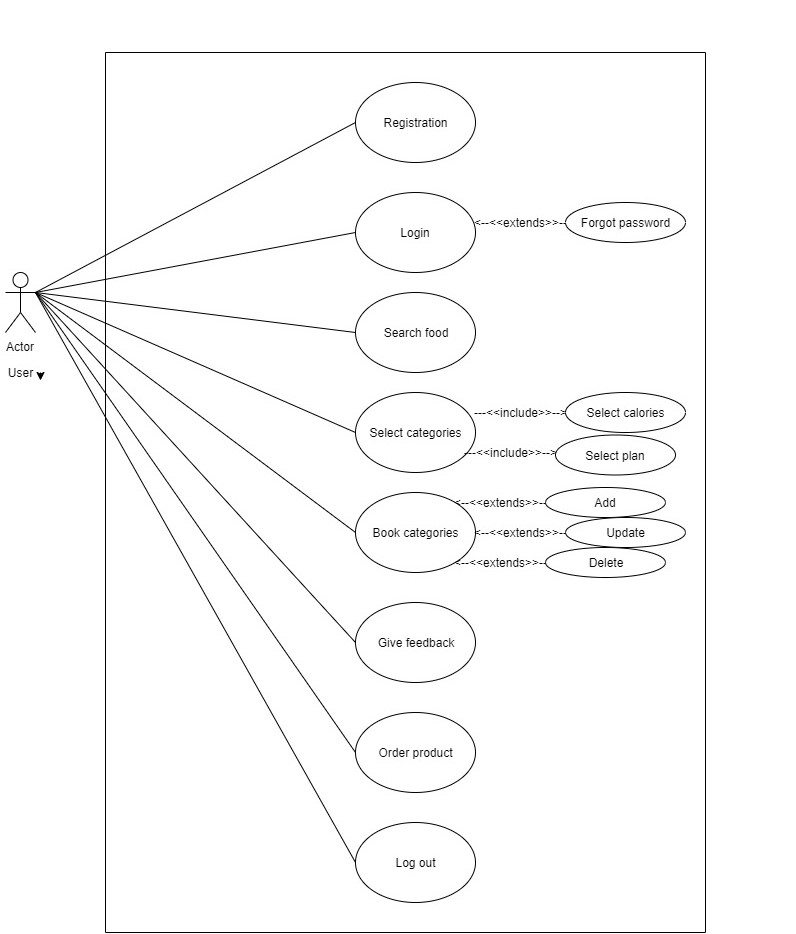 Registration
Login
<--<<extends>>--
Forgot password
Search food
Actor
User
Select categories
---<<include>>-->
Select calories
---<<include>>-->
Select plan
Book categories
<--<<extends>>--
Add
<--<<extends>>--
Update
<--<<extends>>--
Delete
Give feedback
Order product
Log out